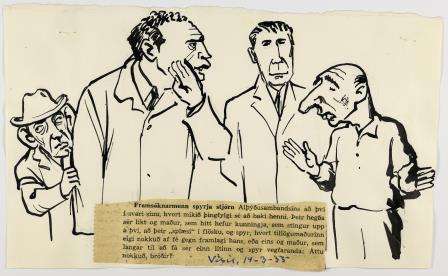 Framsóknarmenn spyrja stjórn Alþýðusambandsins að því
í svari sínu, hvort mikið þingfylgi sé að baki henni. Þeir hegða
sér líkt og maður, sem hitt hefur kunningja, sem stingur upp
á því, að þeir „splæsi“ í flösku, og spyr, hvort tillögumaðurinn
eigi nokkuð af fé gegn framlagi hans, eða eins og maður, sem
langar til að fá sér einn lítinn og spyr vegfaranda: Áttu
nokkuð, bróðir?
Vísir, 14-3-55